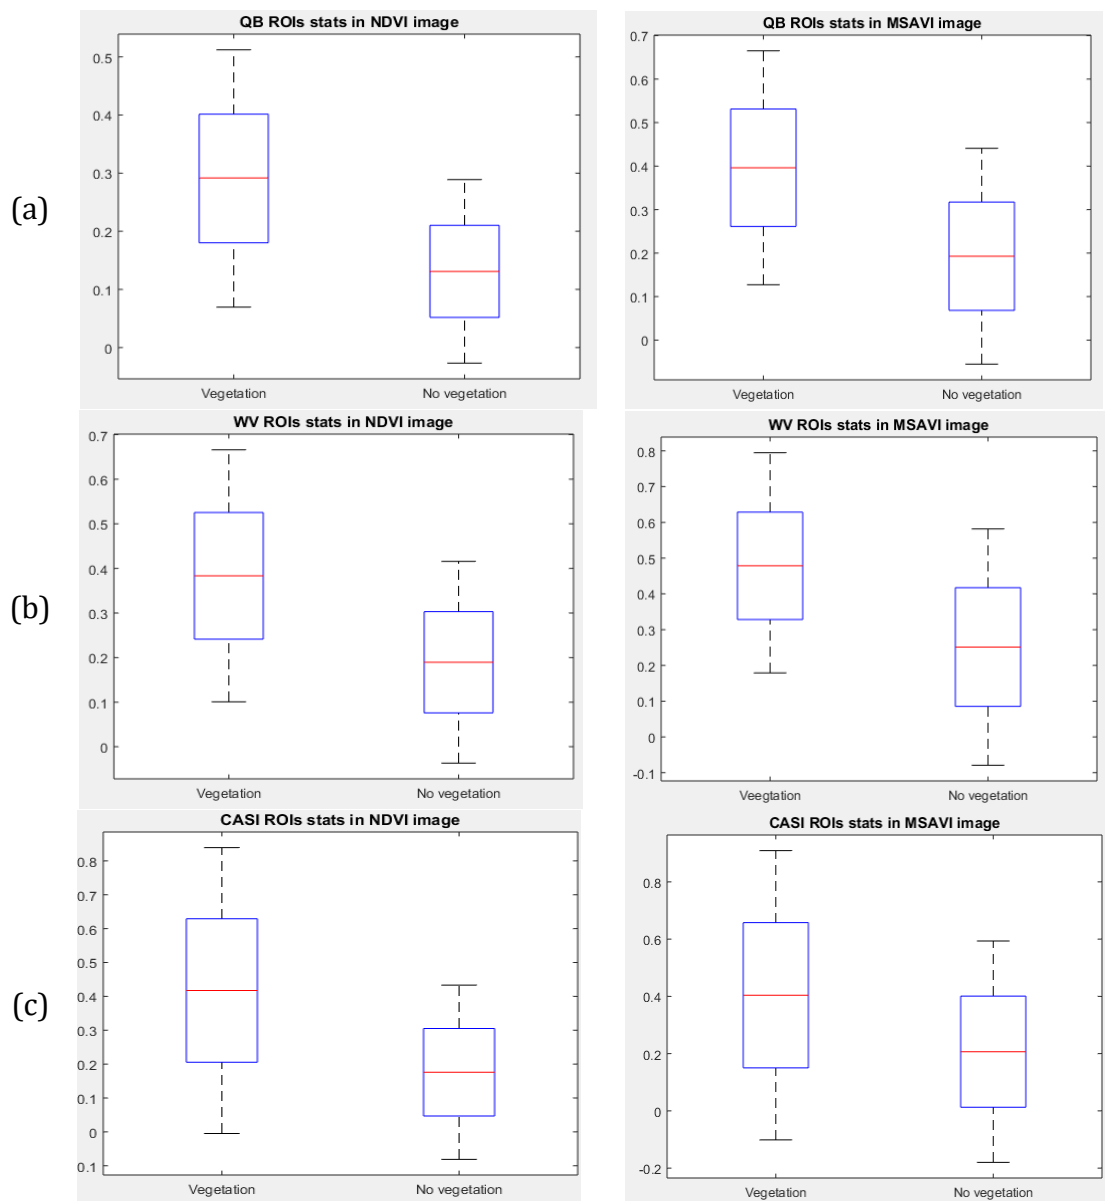 QB ROIs stats in NDVI image
0.5
0.4
0.3
0.2
0.1
0
Vegetation
No vegetation
QB ROIs stats in MSAVI image
0.7
0.6
0.5
0.4
0.3
0.2
0.1
0
Vegetation
No vegetation
(a)
WV ROIs stats in NDVI image
0.7
0.6
0.5
0.4
0.3
0.2
0.1
0
Vegetation
No vegetation
WV ROIs stats in MSAVI image
0.8
0.7
0.6
0.5
0.4
0.3
0.2
0.1
0
-0.1
Veegtation
No vegetation
(b)
CASI ROIs stats in NDVI image
0.8
0.7
0.6
0.5
0.4
0.3
0.2
0.1
0
0.1
Vegetation
No vegetation
CASI ROIs stats in MSAVI image
0.8
0.6
0.4
0.2
0
-0.2
Vegetation
No vegetation
(c)